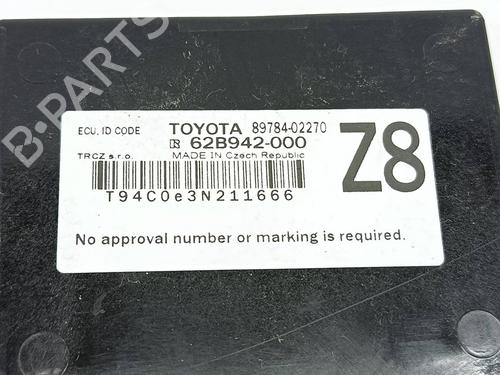 B-PARTS
ECU. ID CODE TOYOTA 89784-02270
62B942-000
Z8
TRCZ s.r.o. MADE IN Czech Republic
T94C0e3N211666
No approval number or marking is required.